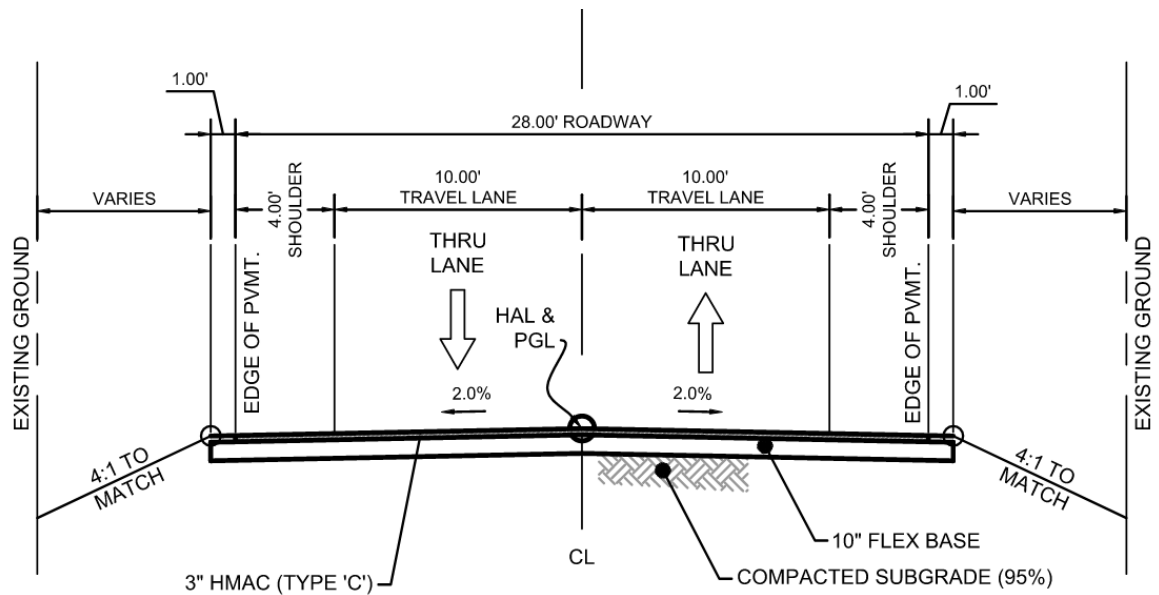 1.00'
1.00'
28.00' ROADWAY
VARIES
4.00'
SHOULDER
10.00'
TRAVEL LANE
10.00'
TRAVEL LANE
4.00'
SHOULDER
VARIES
EXISTING GROUND
EDGE OF PVMT.
THRU
LANE
HAL &
PGL
THRU
LANE
EDGE OF PVMT.
EXISTING GROUND
2.0%
2.0%
4:1 TO
MATCH
4:1 TO
MATCH
10" FLEX BASE
CL
3" HMAC (TYPE 'C')
COMPACTED SUBGRADE (95%)